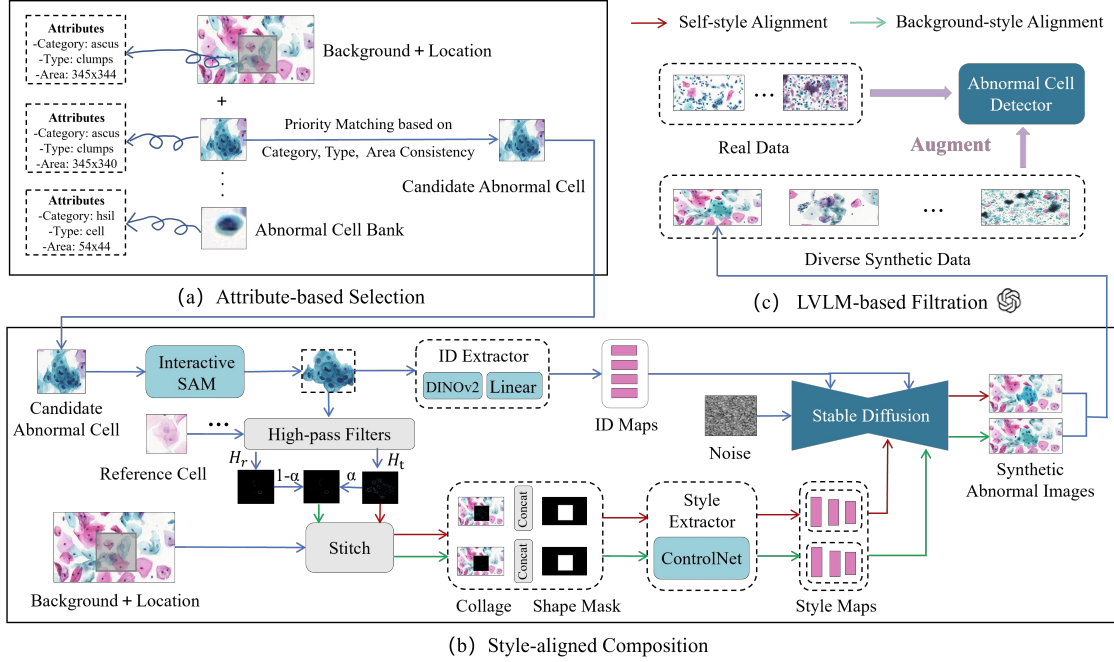 Attributes
-Category: ascus
-Type: clumps
-Area: 345x344
Background + Location
+
Attributes
-Category: ascus
-Type: clumps
-Area: 345x340
Priority Matching based on
Category, Type, Area Consistency
Candidate Abnormal Cell
Attributes
-Category: hsil
-Type: cell
-Area: 54x44
Abnormal Cell Bank
(a) Attribute-based Selection
Self-style Alignment
Background-style Alignment
Real Data
Abnormal Cell
Detector
Augment
Diverse Synthetic Data
(c) LVLM-based Filtration
Candidate
Abnormal Cell
Interactive
SAM
ID Extractor
DINOv2
Linear
ID Maps
Noise
Stable Diffusion
Synthetic
Abnormal Images
Reference Cell
High-pass Filters
Hr
1-α
α
Ht
Background + Location
Stitch
Concat
Concat
Collage
Shape Mask
Style
Extractor
ControlNet
Style Maps
(b) Style-aligned Composition